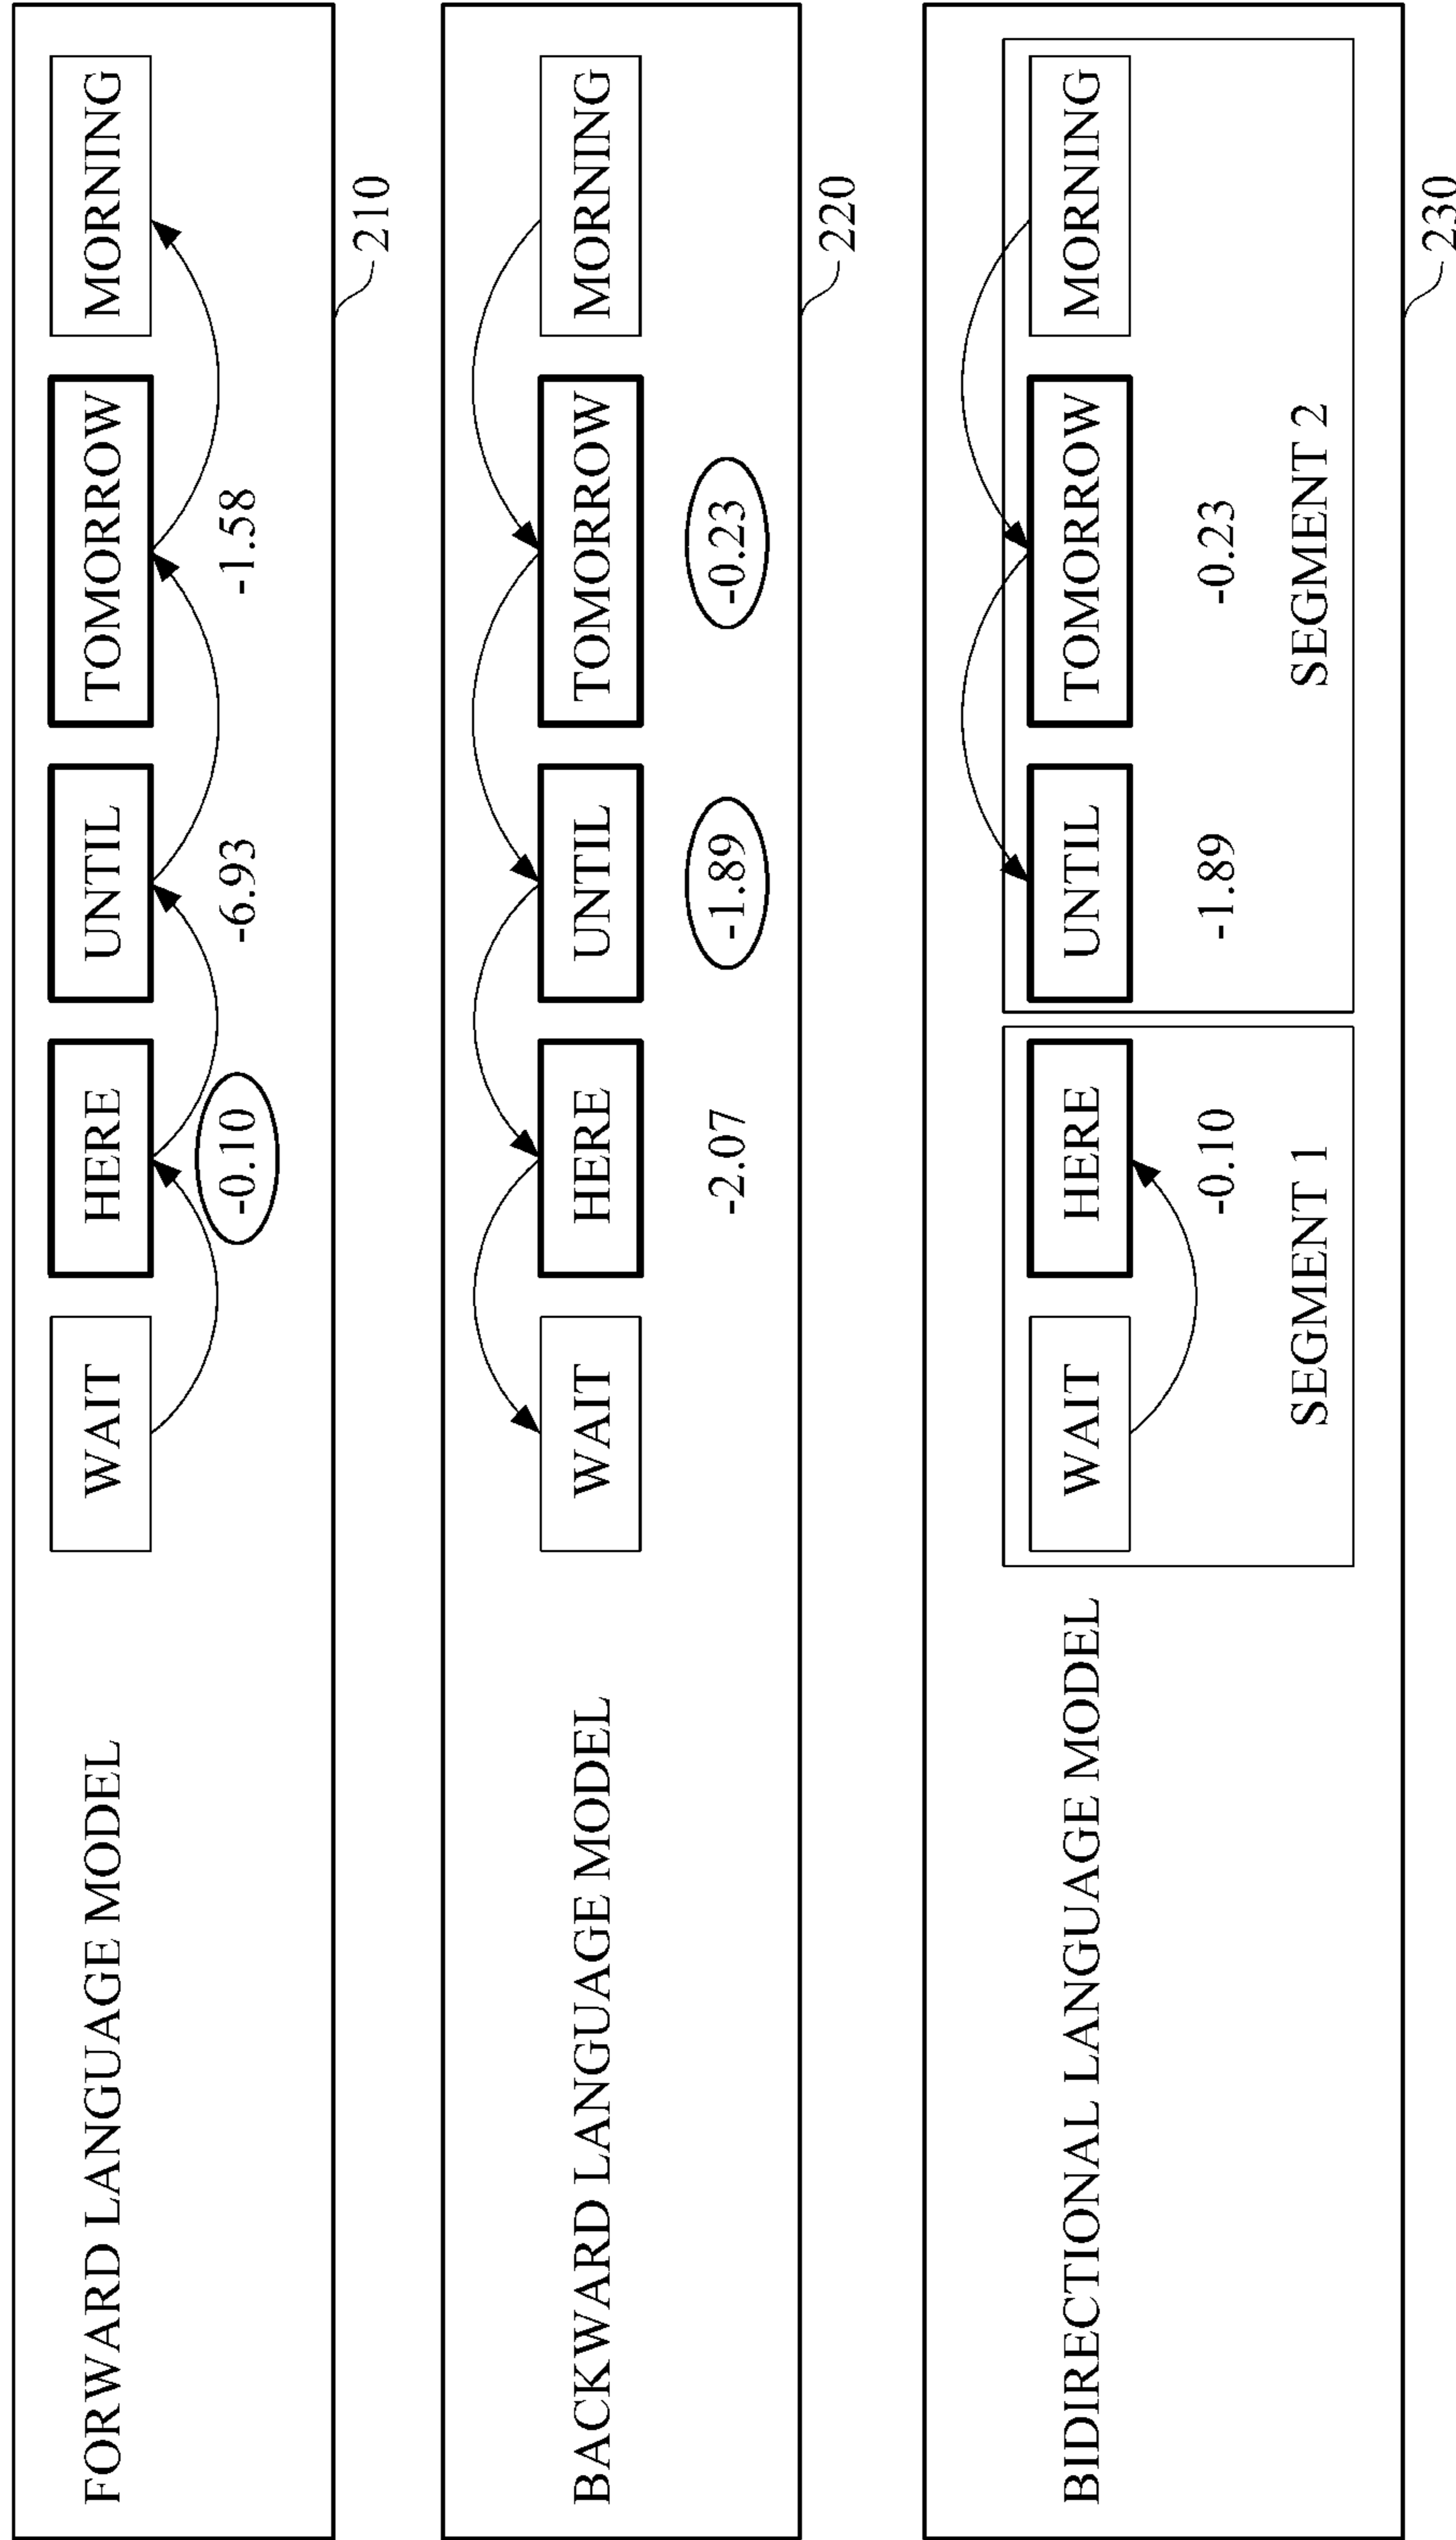 FORWARD LANGUAGE MODEL WAIT HERE UNTIL TOMORROW MORNING
-0.10 -6.93 -1.58
210
BACKWARD LANGUAGE MODEL WAIT HERE UNTIL TOMORROW MORNING
-2.07 -1.89 -0.23
220
BIDIRECTIONAL LANGUAGE MODEL WAIT HERE UNTIL TOMORROW MORNING
-0.10 -1.89 -0.23
SEGMENT 1 SEGMENT 2
230